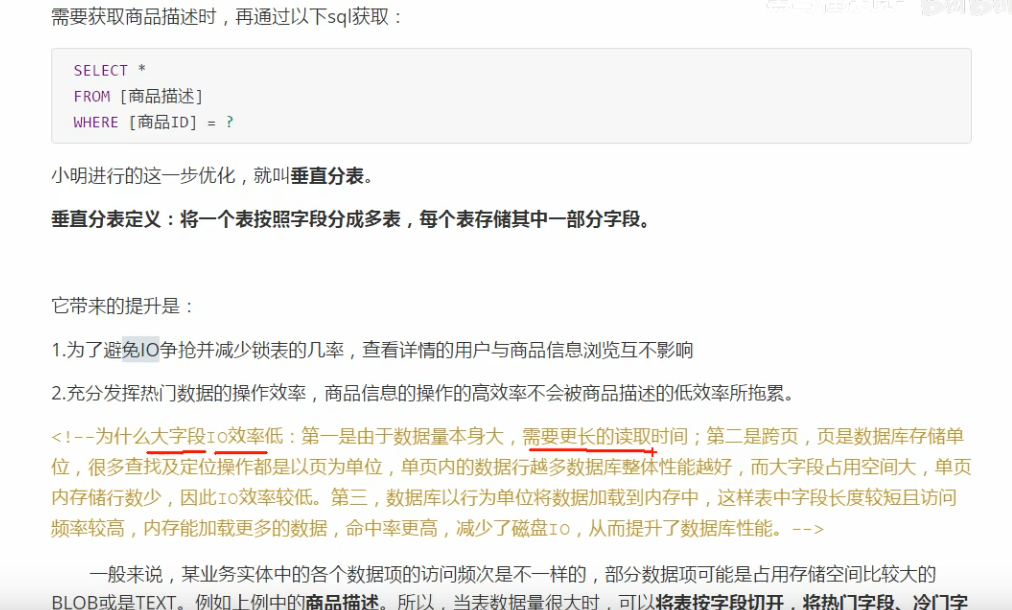 需要获取商品描述时，再通过以下sql获取：
SELECT *
FROM [商品描述]
WHERE [商品ID] = ?
小明进行的这一步优化，就叫垂直分表。
垂直分表定义：将一个表按照字段分成多表，每个表存储其中一部分字段。
它带来的提升是：
1.为了避免IO争抢并减少锁表的几率，查看详情的用户与商品信息浏览互不影响
2.充分发挥热门数据的操作效率，商品信息的操作的高效率不会被商品描述的低效率所拖累。
<!--为什么大字段IO效率低：第一是由于数据量本身大，需要更长的读取时间；第二是跨页，页是数据库存储单
位，很多查找及定位操作都是以页为单位，单页内的数据行越多数据库整体性能越好，而大字段占用空间大，单页
内存储行数少，因此IO效率较低。第三，数据库以行为单位将数据加载到内存中，这样表中字段长度较短且访问
频率较高，内存能加载更多的数据，命中率更高，减少了磁盘IO，从而提升了数据库性能。-->
一般来说，某业务实体中的各个数据项的访问频次是不一样的，部分数据项可能是占用存储空间比较大的
BLOB或是TEXT。例如上例中的商品描述。所以，当表数据量很大时，可以将表按字段切开，将热门字段、冷门字